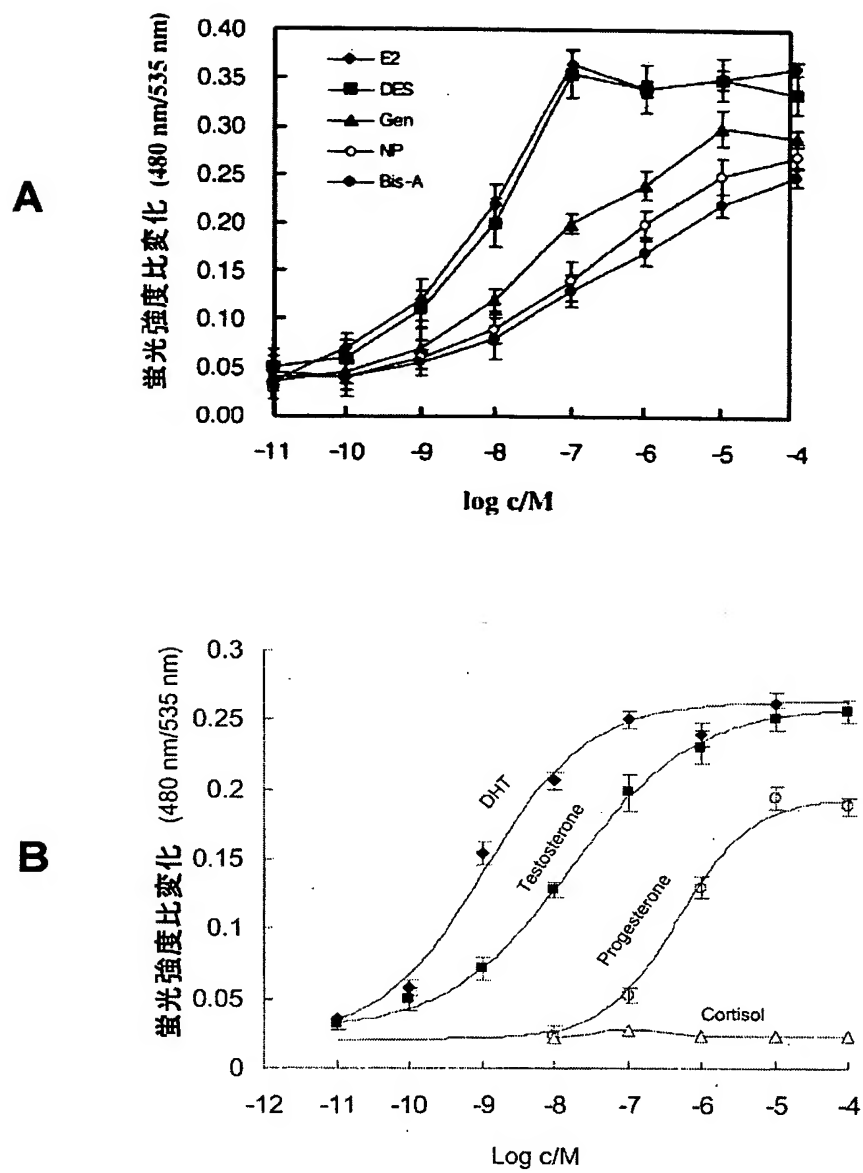 A
蛍光強度比変化 (480 nm/535 nm)
0.40
0.35
0.30
0.25
0.20
0.15
0.10
0.05
0.00
E2
DES
Gen
NP
Bis-A
-11 -10 -9 -8 -7 -6 -5 -4
log c/M
B
蛍光強度比変化 (480 nm/535 nm)
0.3
0.25
0.2
0.15
0.1
0.05
0
DHT
Testosterone
Progesterone
Cortisol
-12 -11 -10 -9 -8 -7 -6 -5 -4
Log c/M